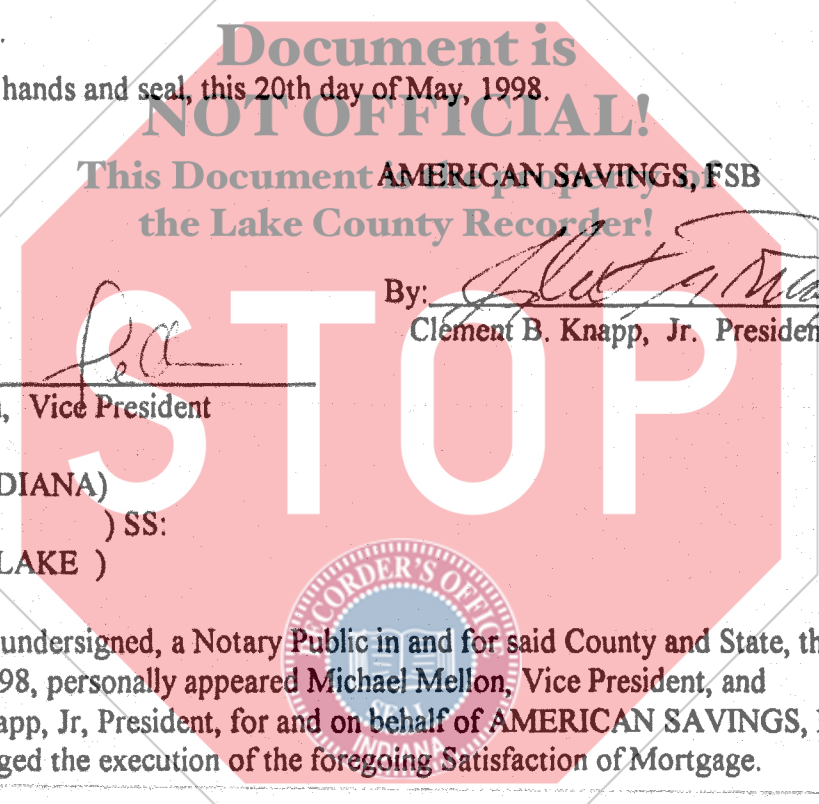 Document is
hands and seal, this 20th day of May, 1998.
NOT OFFICIAL!
This Document is the property of
AMERICAN SAVINGS, FSB
the Lake County Recorder!
By:
Clement B. Knapp, Jr. Presiden
, Vice President
STOP
DIANA)
) SS:
LAKE )
RECORDER'S OFFIC
undersigned, a Notary Public in and for said County and State, th
98, personally appeared Michael Mellon, Vice President, and
app, Jr, President, for and on behalf of AMERICAN SAVINGS,
ged the execution of the foregoing Satisfaction of Mortgage.
SEAL
INDIANA